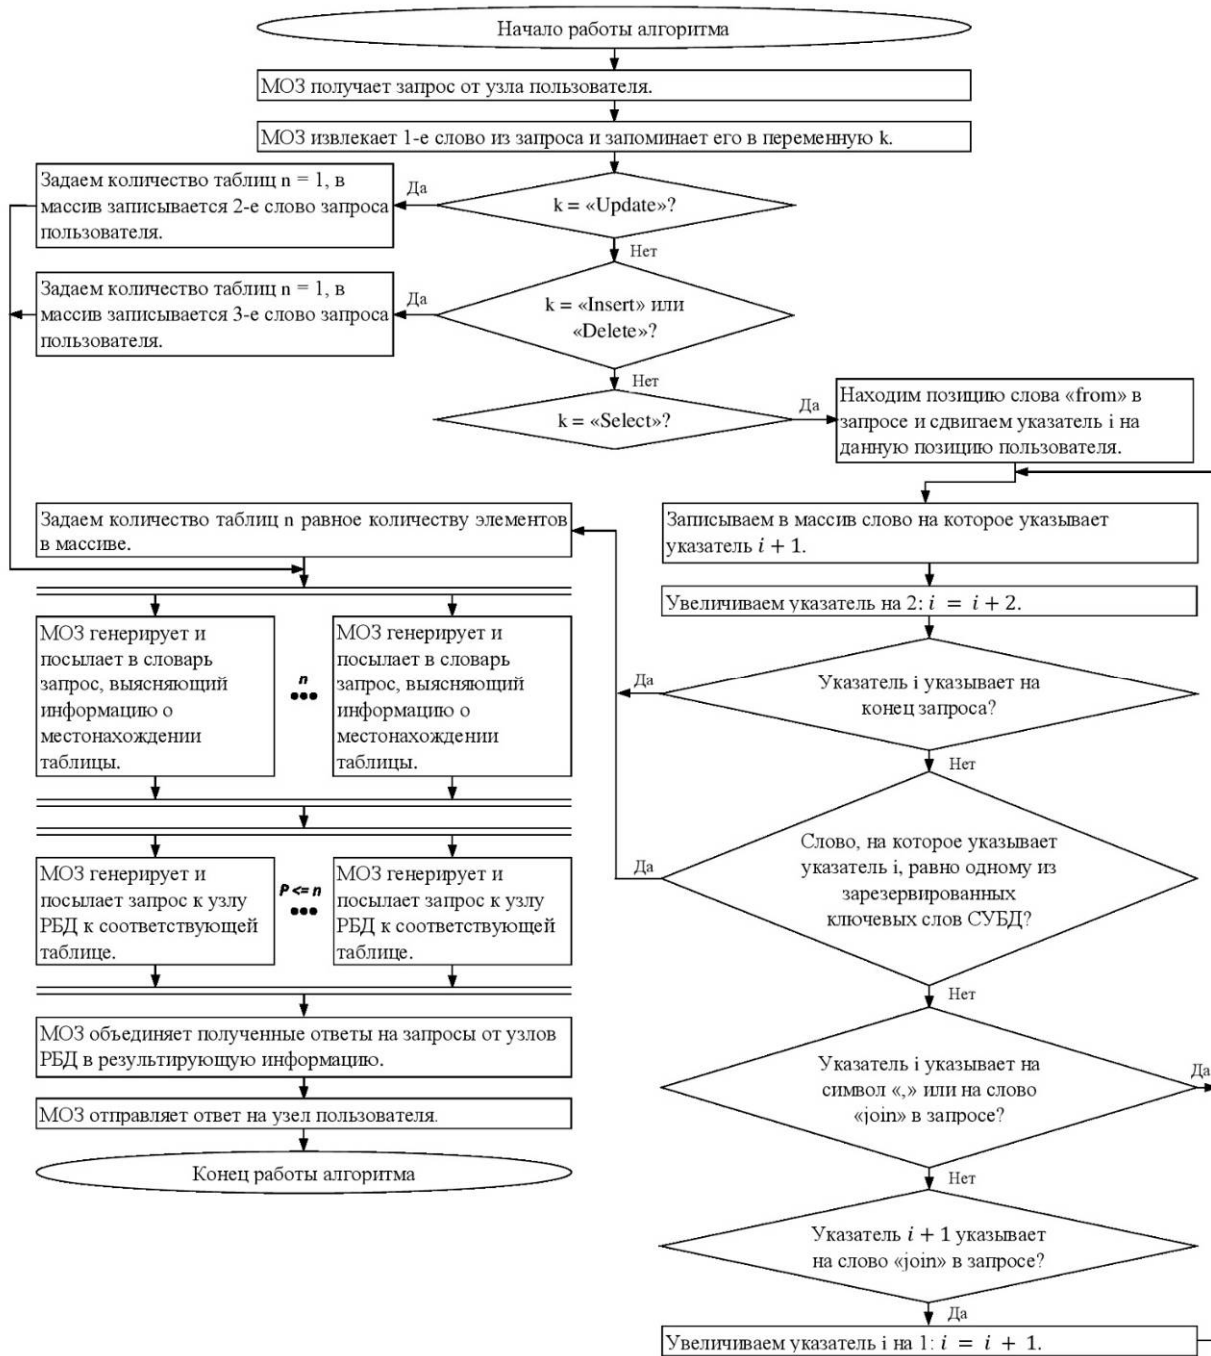 Начало работы алгоритма
МОЗ получает запрос от узла пользователя.
МОЗ извлекает 1-е слово из запроса и запоминает его в переменную k.
k = «Update»?
Да
Задаем количество таблиц n = 1, в
массив записывается 2-е слово запроса
пользователя.
Нет
k = «Insert» или
«Delete»?
Да
Задаем количество таблиц n = 1, в
массив записывается 3-е слово запроса
пользователя.
Нет
k = «Select»?
Да
Находим позицию слова «from» в
запросе и сдвигаем указатель i на
данную позицию пользователя.
Записываем в массив слово на которое указывает
указатель i + 1.
Увеличиваем указатель на 2: i = i + 2.
Указатель i указывает на
конец запроса?
Да
Нет
Слово, на которое указывает
указатель i, равно одному из
зарезервированных
ключевых слов СУБД?
Да
Нет
Указатель i указывает на
символ «,» или на слово
«join» в запросе?
Да
Нет
Указатель i + 1 указывает
на слово «join» в запросе?
Да
Увеличиваем указатель i на 1: i = i + 1.
Задаем количество таблиц n равное количеству элементов
в массиве.
МОЗ генерирует и
посылает в словарь
запрос, выясняющий
информацию о
местонахождении
таблицы.
n
МОЗ генерирует и
посылает в словарь
запрос, выясняющий
информацию о
местонахождении
таблицы.
МОЗ генерирует и
посылает запрос к узлу
РБД к соответствующей
таблице.
P <= n
МОЗ генерирует и
посылает запрос к узлу
РБД к соответствующей
таблице.
МОЗ объединяет полученные ответы на запросы от узлов
РБД в результирующую информацию.
МОЗ отправляет ответ на узел пользователя.
Конец работы алгоритма